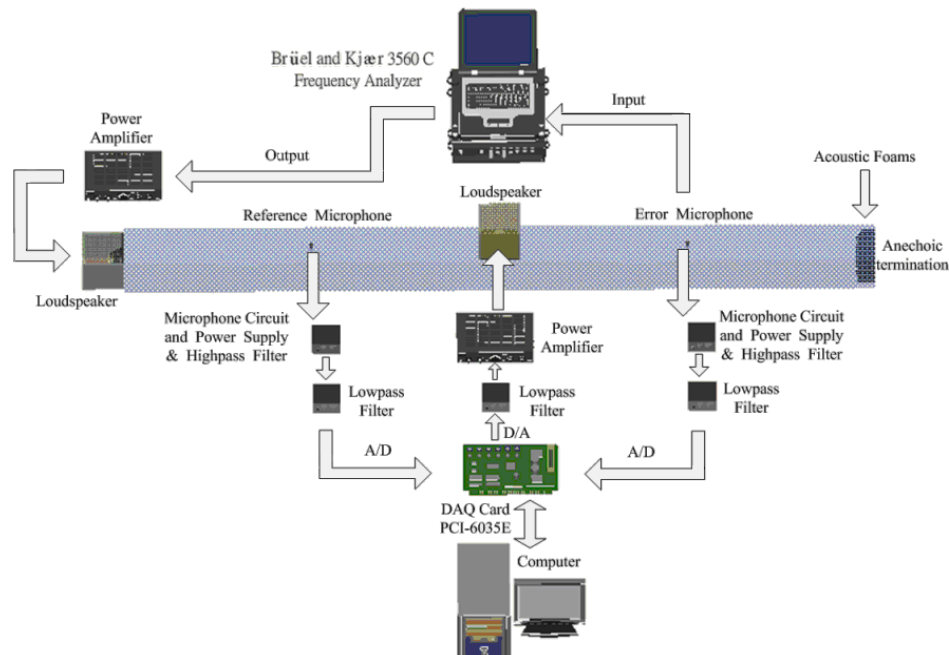 Brüel and Kjær 3560 C
Frequency Analyzer
Input
Power
Amplifier
Output
Acoustic Foams
Loudspeaker
Reference Microphone
Error Microphone
Anechoic
termination
Loudspeaker
Microphone Circuit
and Power Supply
& Highpass Filter
Power
Amplifier
Microphone Circuit
and Power Supply
& Highpass Filter
Lowpass
Filter
Lowpass
Filter
Lowpass
Filter
D/A
A/D
A/D
DAQ Card
PCI-6035E
Computer